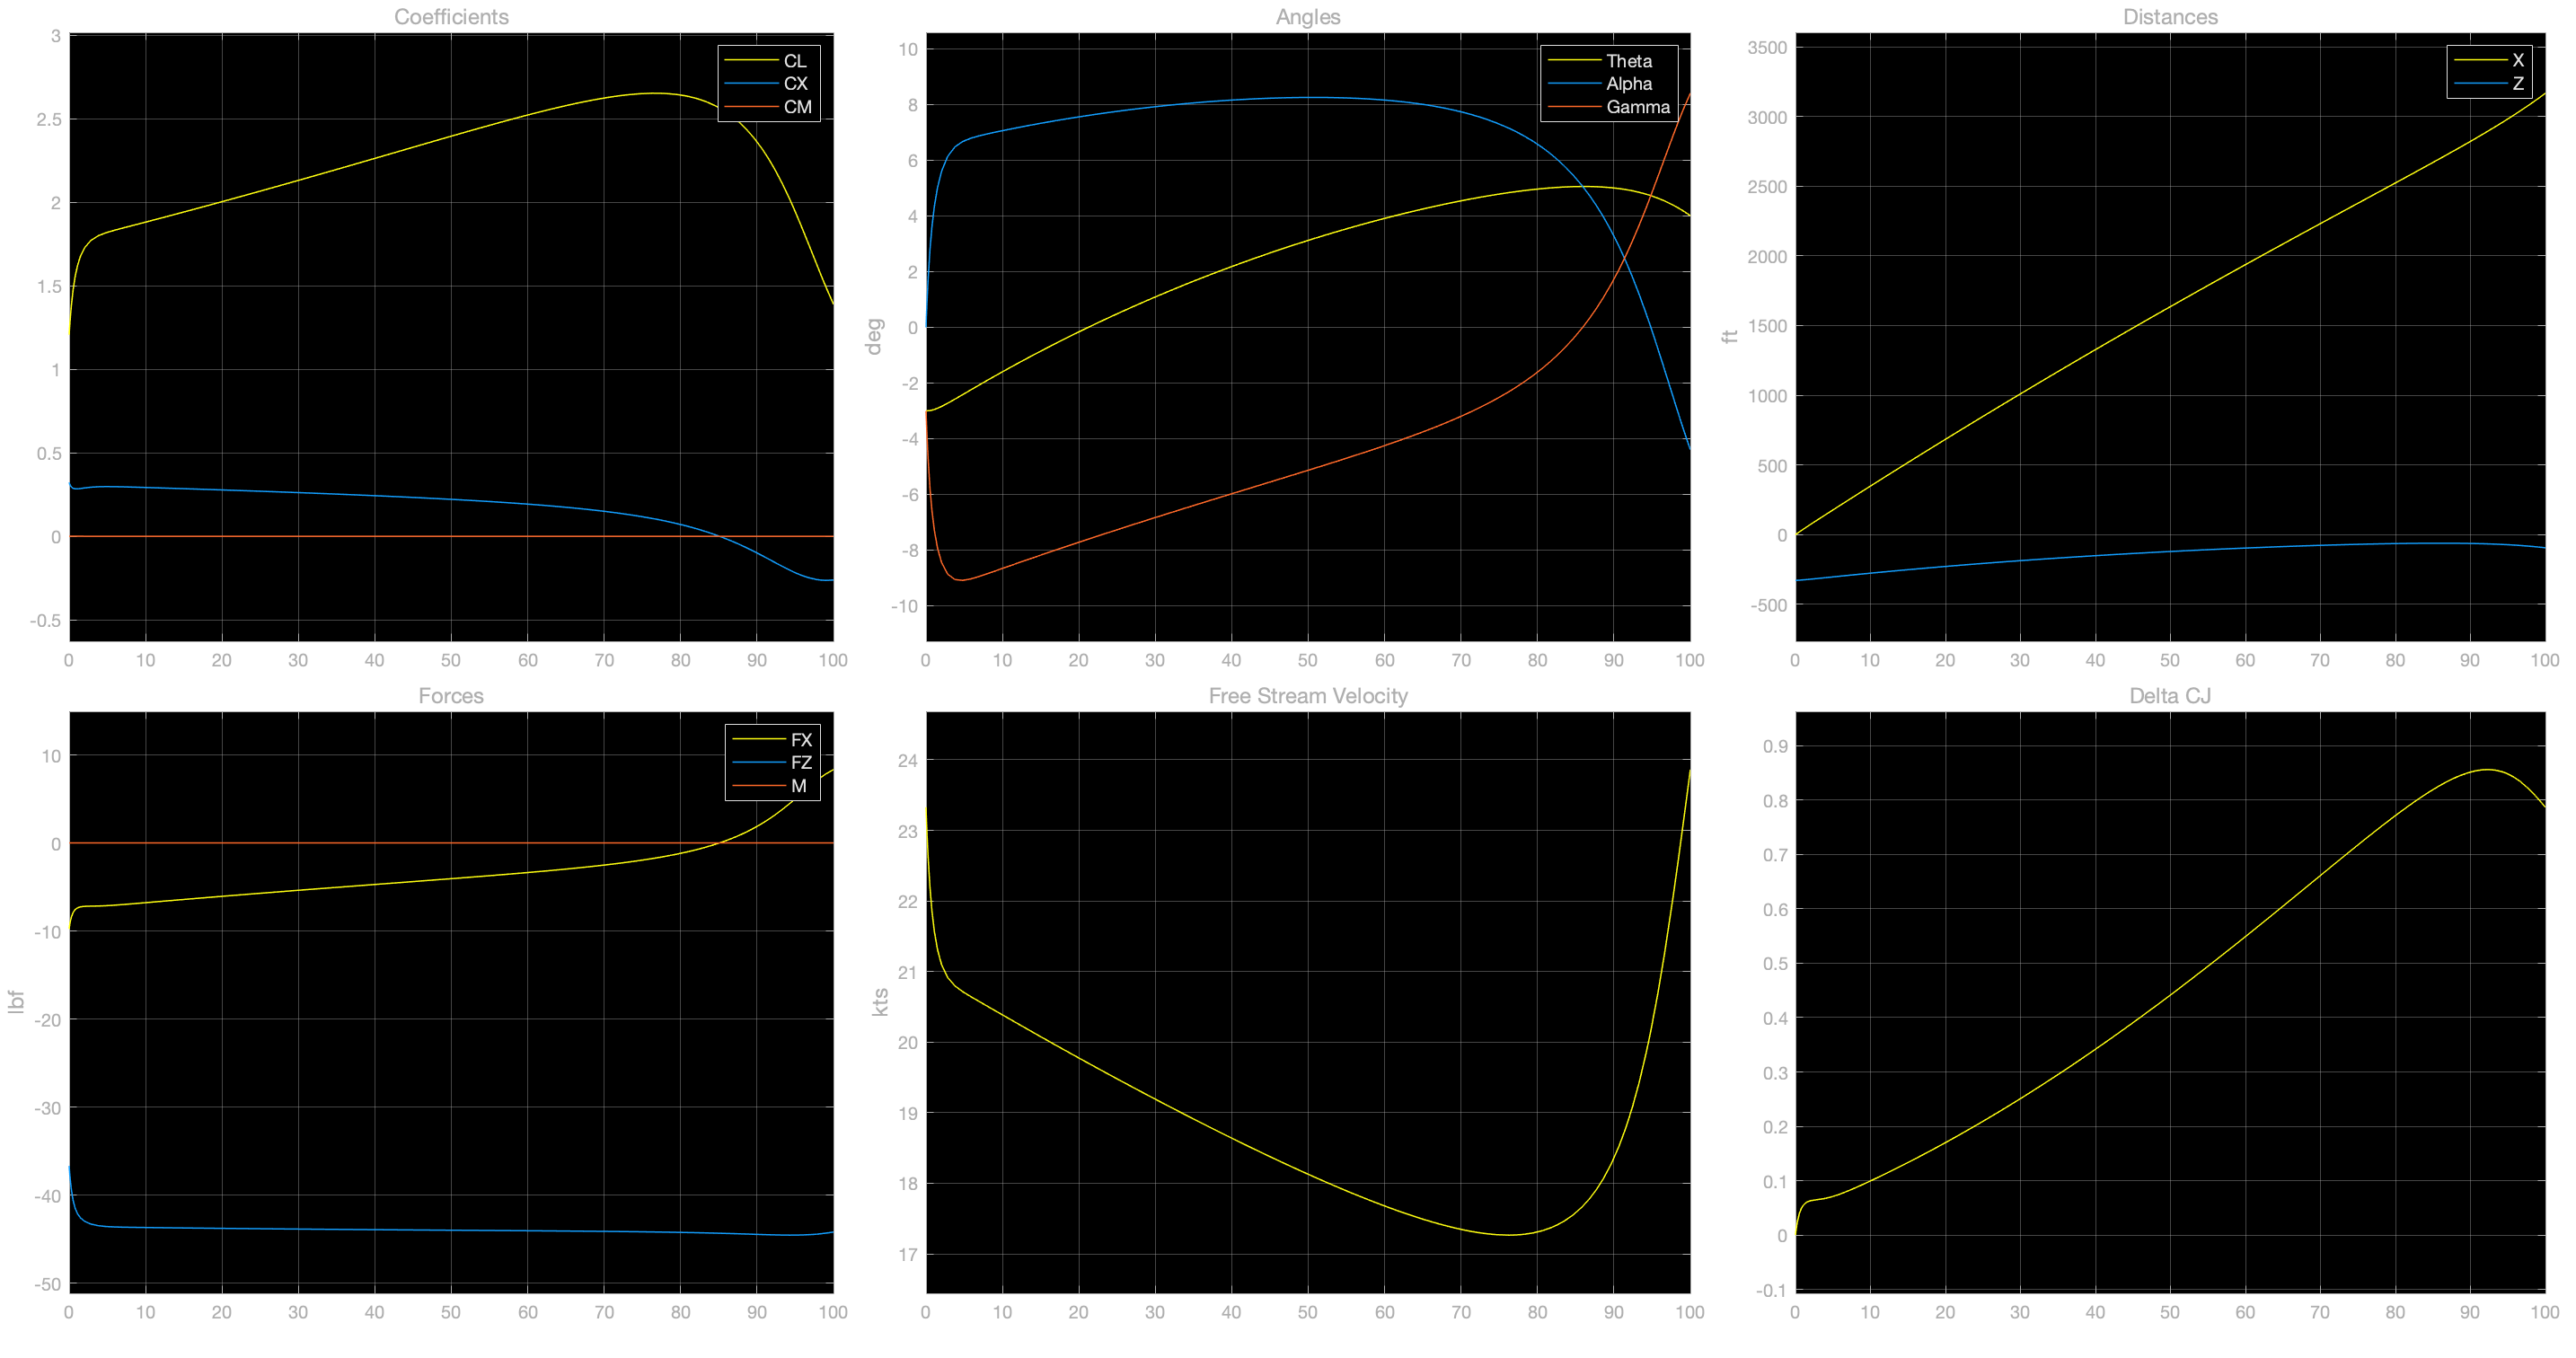 Coefficients
3
2.5
2
1.5
1
0.5
0
-0.5
CL
CX
CM
0 10 20 30 40 50 60 70 80 90 100
Angles
deg
10
8
6
4
2
0
-2
-4
-6
-8
-10
Theta
Alpha
Gamma
0 10 20 30 40 50 60 70 80 90 100
Distances
ft
3500
3000
2500
2000
1500
1000
500
0
-500
X
Z
0 10 20 30 40 50 60 70 80 90 100
Forces
lbf
10
0
-10
-20
-30
-40
-50
FX
FZ
M
0 10 20 30 40 50 60 70 80 90 100
Free Stream Velocity
kts
24
23
22
21
20
19
18
17
0 10 20 30 40 50 60 70 80 90 100
Delta CJ
0.9
0.8
0.7
0.6
0.5
0.4
0.3
0.2
0.1
0
-0.1
0 10 20 30 40 50 60 70 80 90 100